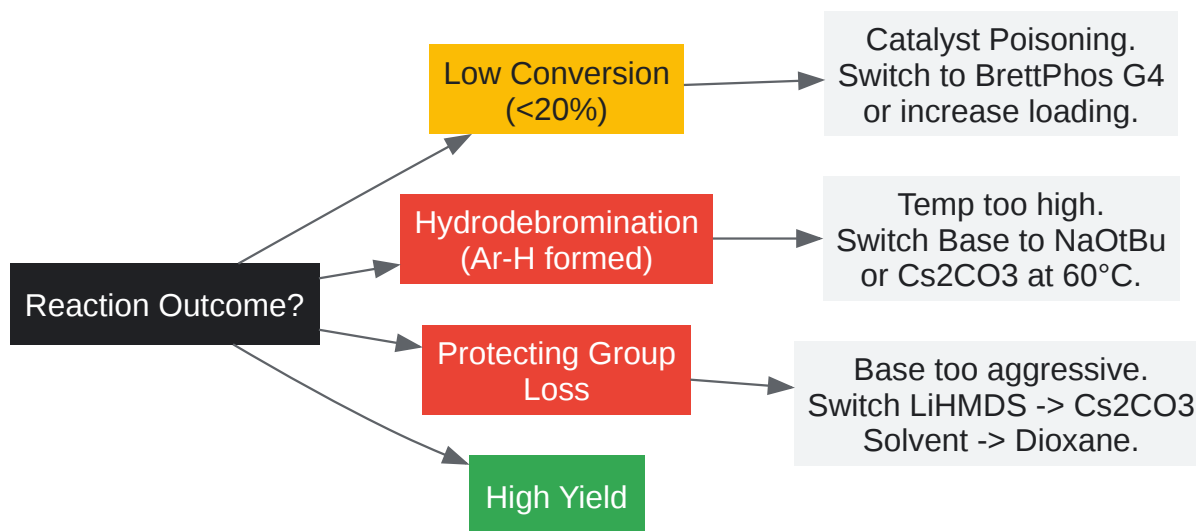 Reaction Outcome?
Low Conversion
(<20%)
Catalyst Poisoning.
Switch to BrettPhos G4
or increase loading.
Hydrodebromination
(Ar-H formed)
Temp too high.
Switch Base to NaOtBu
or Cs2CO3 at 60°C.
Protecting Group
Loss
Base too aggressive.
Switch LiHMDS -> Cs2CO3
Solvent -> Dioxane.
High Yield